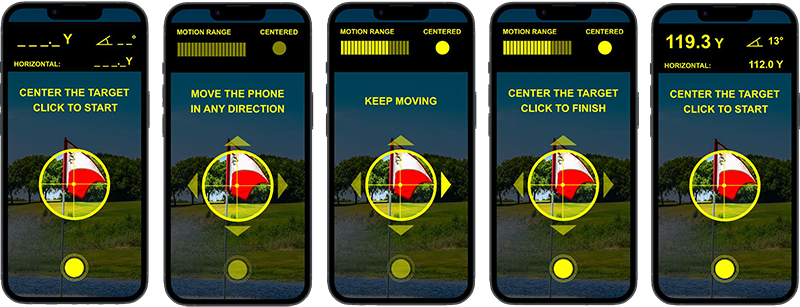 _ _ _._ Y
_ _°
HORIZONTAL: _ _ _._ Y
CENTER THE TARGET
CLICK TO START
MOTION RANGE CENTERED
MOVE THE PHONE
IN ANY DIRECTION
MOTION RANGE CENTERED
KEEP MOVING
MOTION RANGE CENTERED
CENTER THE TARGET
CLICK TO FINISH
119.3 Y 13°
HORIZONTAL: 112.0 Y
CENTER THE TARGET
CLICK TO START